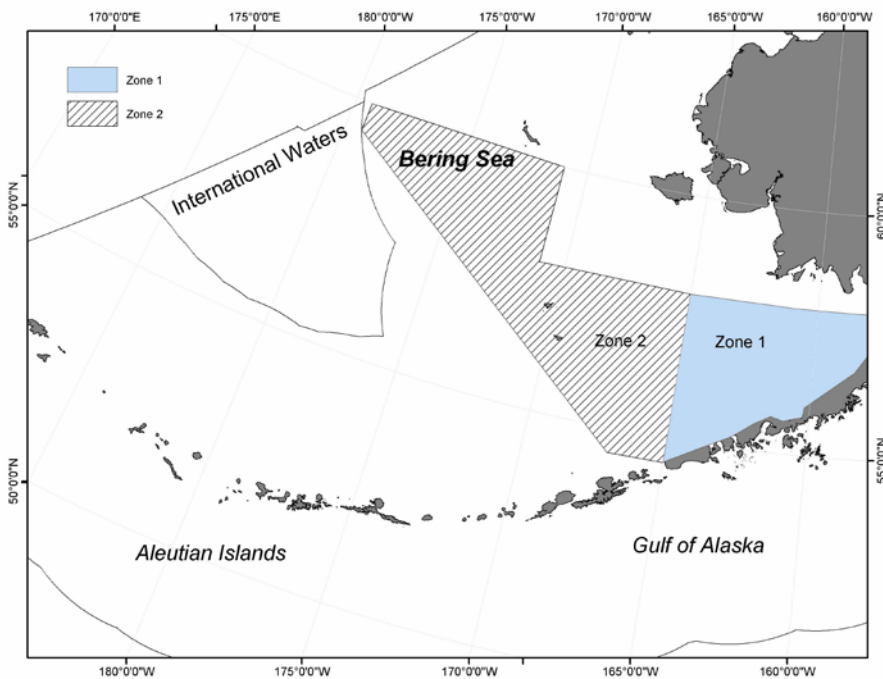 170°0'0"E
175°0'0"E
180°0'0"W
175°0'0"W
170°0'0"W
165°0'0"W
160°0'0"W
Zone 1
Zone 2
International Waters
Bering Sea
55°0'0"N
60°0'0"N
Zone 2
Zone 1
50°0'0"N
55°0'0"N
Aleutian Islands
Gulf of Alaska
180°0'0"W
175°0'0"W
170°0'0"W
165°0'0"W
160°0'0"W